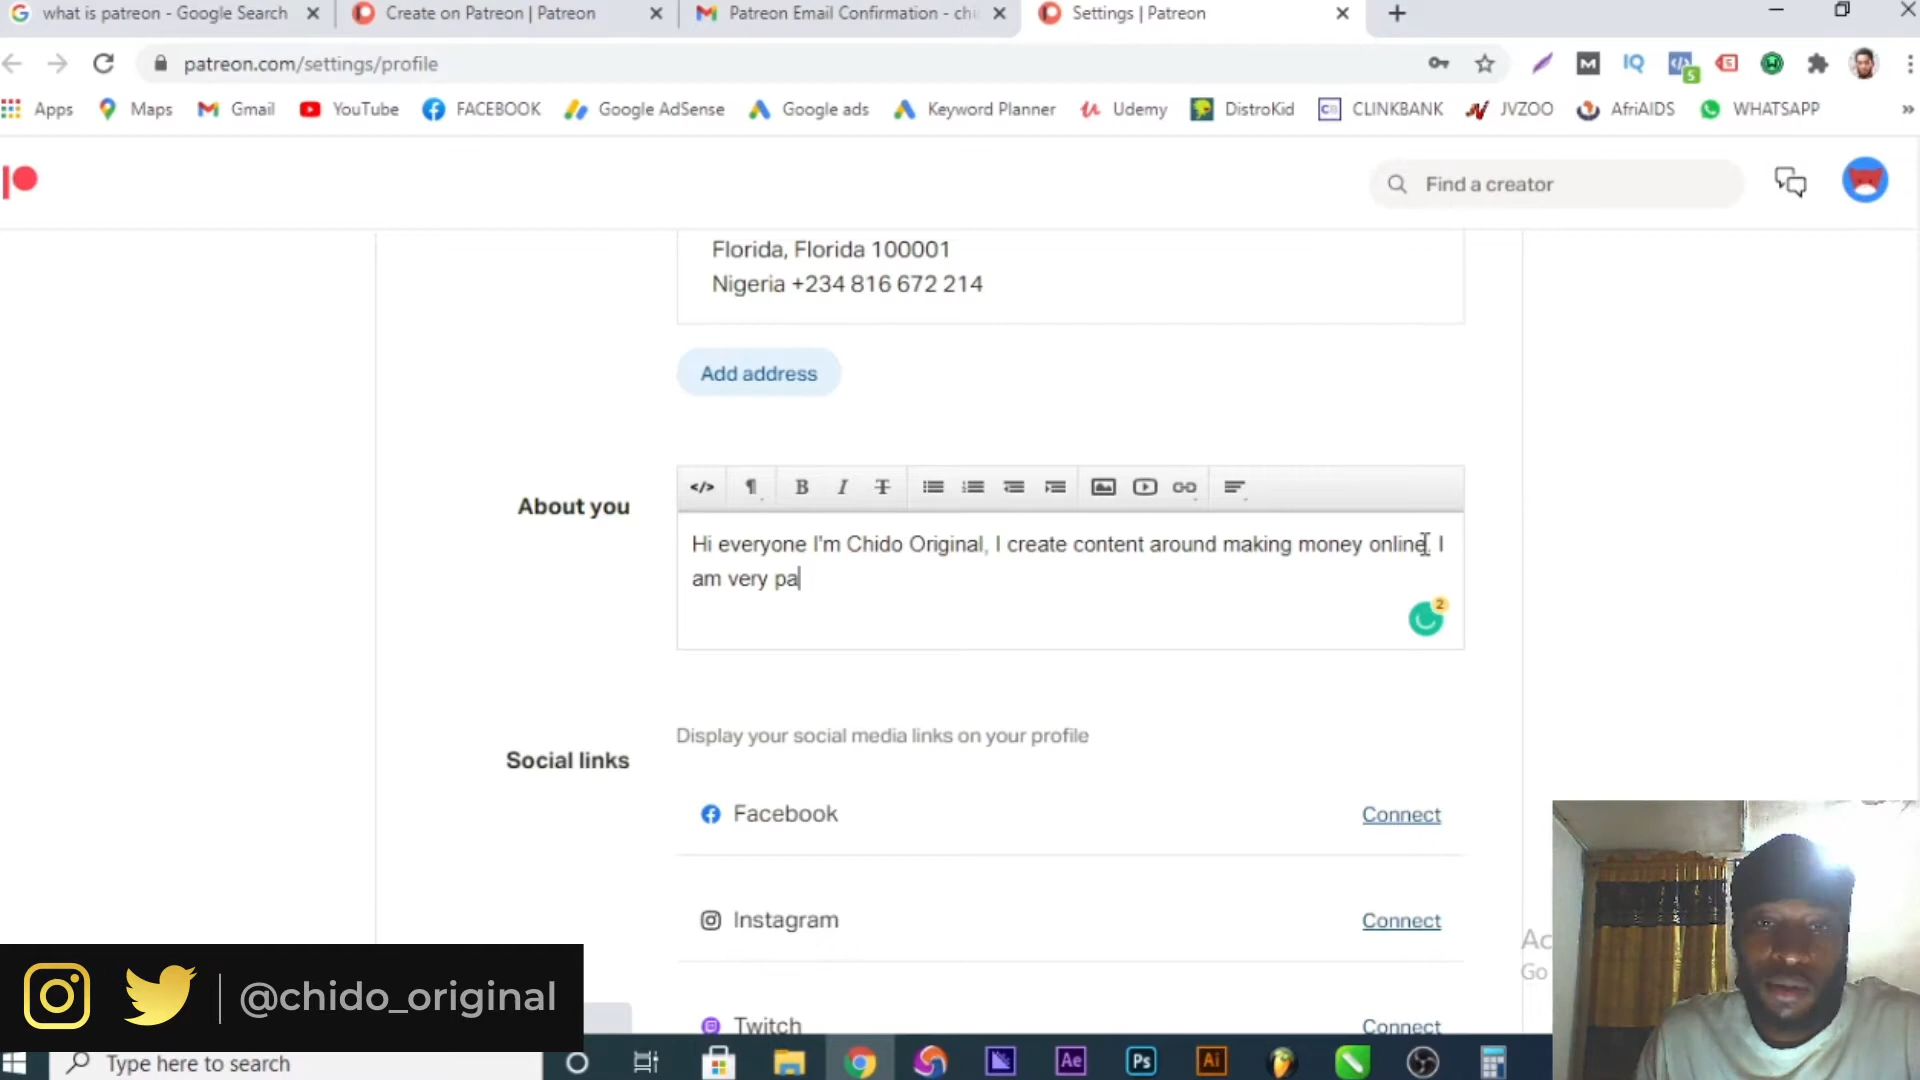 what is patreon - Google Search
Create on Patreon | Patreon
Patreon Email Confirmation - chi
Settings | Patreon
patreon.com/settings/profile
Apps
Maps
Gmail
YouTube
FACEBOOK
Google AdSense
Google ads
Keyword Planner
Udemy
DistroKid
CLINKBANK
JVZOO
AfriAIDS
WHATSAPP
Find a creator
Florida, Florida 100001
Nigeria +234 816 672 214
Add address
About you
Hi everyone I'm Chido Original, I create content around making money online. I
am very pa
2
Display your social media links on your profile
Social links
Facebook
Connect
Instagram
Connect
Twitch
Connect
Ac
Go
@chido_original
Type here to search